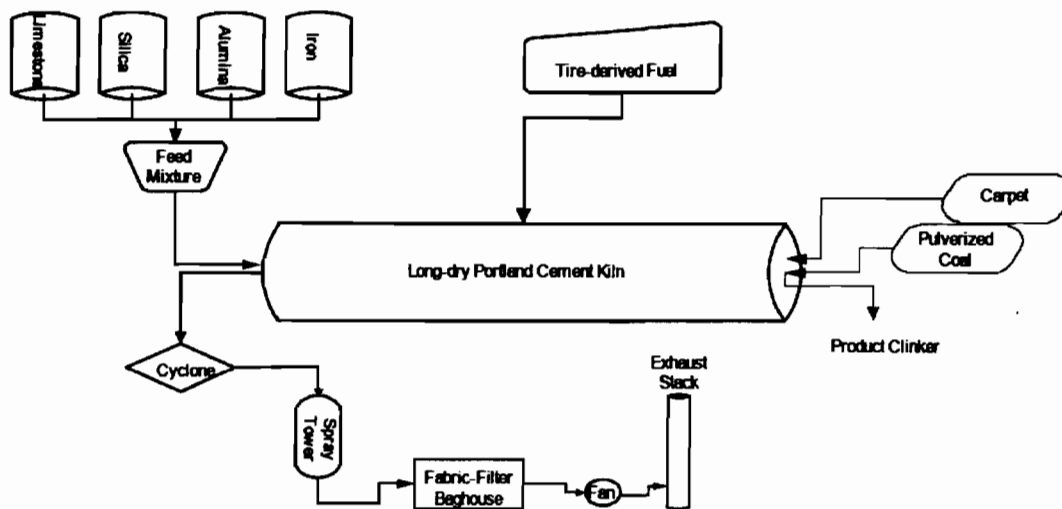 Limestone
Silica
Alumina
Iron
Tire-derived Fuel
Feed
Mixture
Carpet
Pulverized
Coal
Long-dry Portland Cement Kiln
Product Clinker
Cyclone
Exhaust
Stack
Spray
Tower
Fabric-Filter
Baghouse
Fan